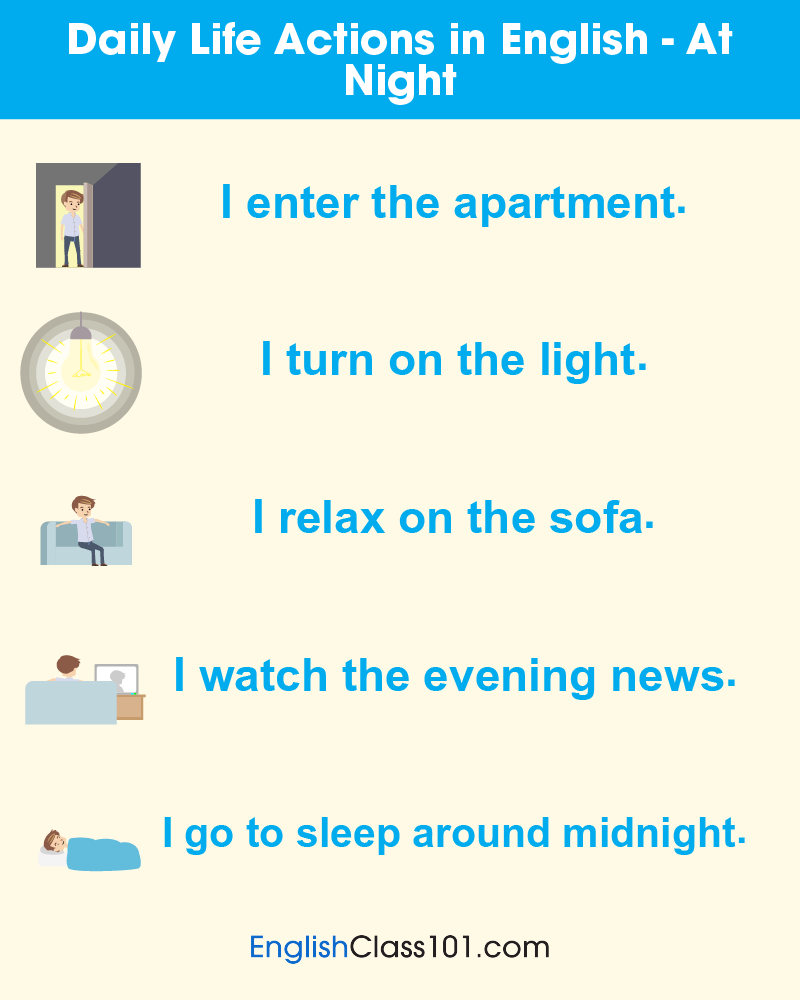 Daily Life Actions in English - At
Night
I enter the apartment.
I turn on the light.
I relax on the sofa.
I watch the evening news.
I go to sleep around midnight.
EnglishClass101.com